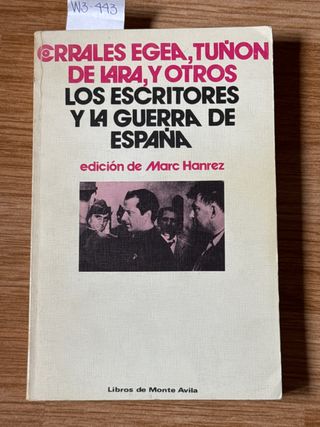 W3-443
CORRALES EGEA, TUÑON
DE LARA, Y OTROS
LOS ESCRITORES
Y LA GUERRA DE
ESPAÑA
edición de Marc Hanrez
Libros de Monte Avila